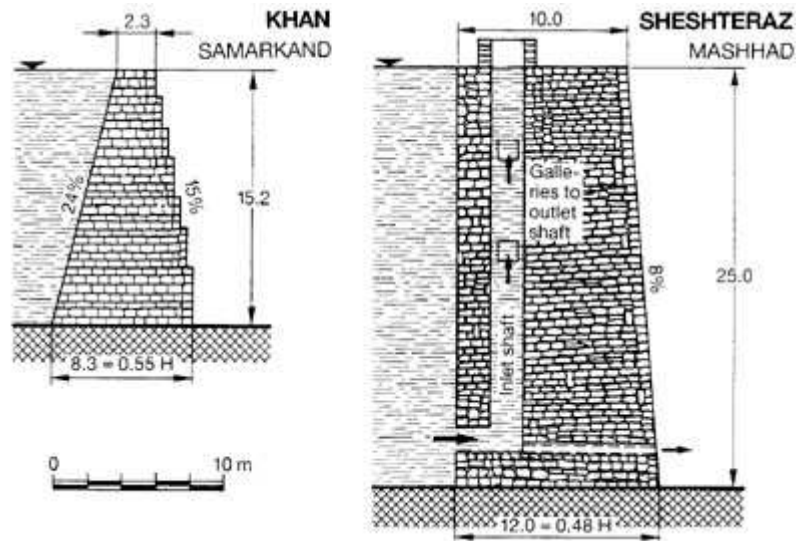 KHAN
SAMARKAND
2.3
24%
15%
15.2
8.3 = 0.55 H
0 10 m
SHESHTERAZ
MASHHAD
10.0
Galle-
ries to
outlet
shaft
Inlet shaft
8%
25.0
12.0 = 0.48 H